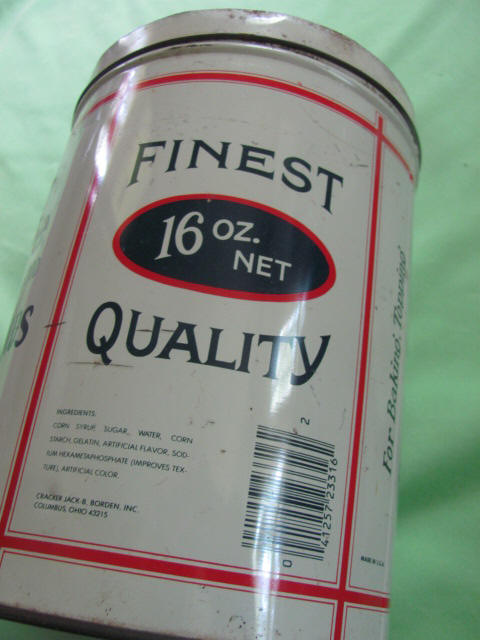 FINEST
16 OZ.
NET
QUALITY
INGREDIENTS:
CORN SYRUP, SUGAR, WATER, CORN
STARCH, GELATIN, ARTIFICIAL FLAVOR, SOD-
IUM HEXAMETAPHOSPHATE (IMPROVES TEX-
TURE), ARTIFICIAL COLOR.
CRACKER JACK-B, BORDEN, INC.
COLUMBUS, OHIO 43215
0 41257 23316 2
For Baking, Topping
MADE IN U.S.A.